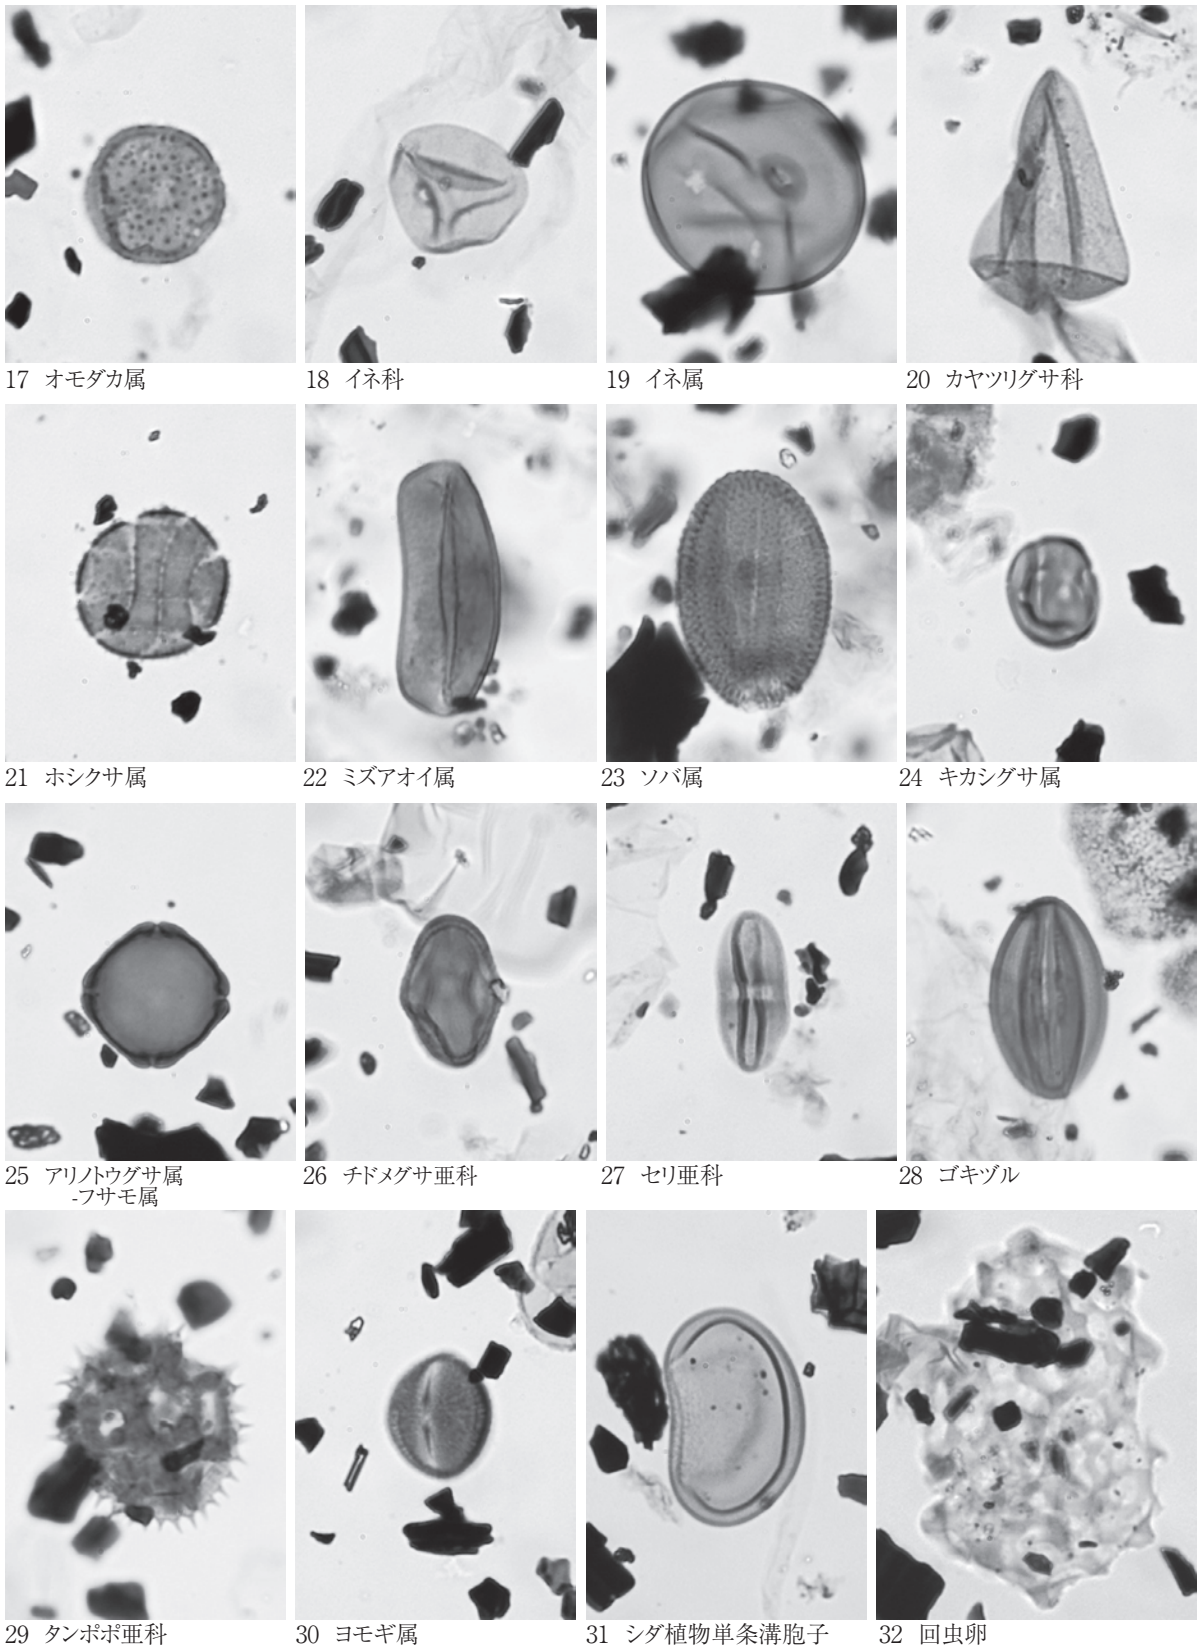 17 オモダカ属
18 イネ科
19 イネ属
20 カヤツリグサ科
21 ホシクサ属
22 ミズアオイ属
23 ソバ属
24 キカシグサ属
25 アリノトウグサ属
-フサモ属
26 チドメグサ亜科
27 セリ亜科
28 ゴキヅル
29 タンポポ亜科
30 ヨモギ属
31 シダ植物単条溝胞子
32 回虫卵